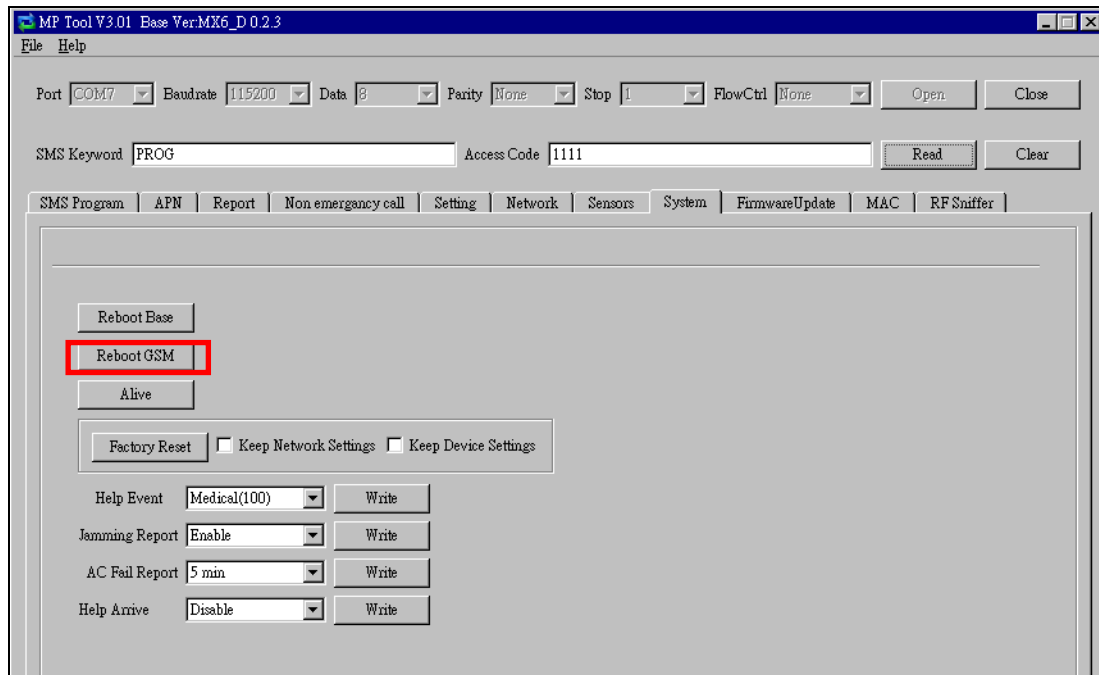 MP Tool V3.01 Base Ver:MX6_D 0.2.3
File Help
Port COM7 Baudrate 115200 Data 8 Parity None Stop 1 FlowCtrl None Open Close
SMS Keyword PROG Access Code 1111 Read Clear
SMS Program APN Report Non emergancy call Setting Network Sensors System FirmwareUpdate MAC RF Sniffer
Reboot Base
Reboot GSM
Alive
Factory Reset Keep Network Settings Keep Device Settings
Help Event Medical(100) Write
Jamming Report Enable Write
AC Fail Report 5 min Write
Help Arrive Disable Write